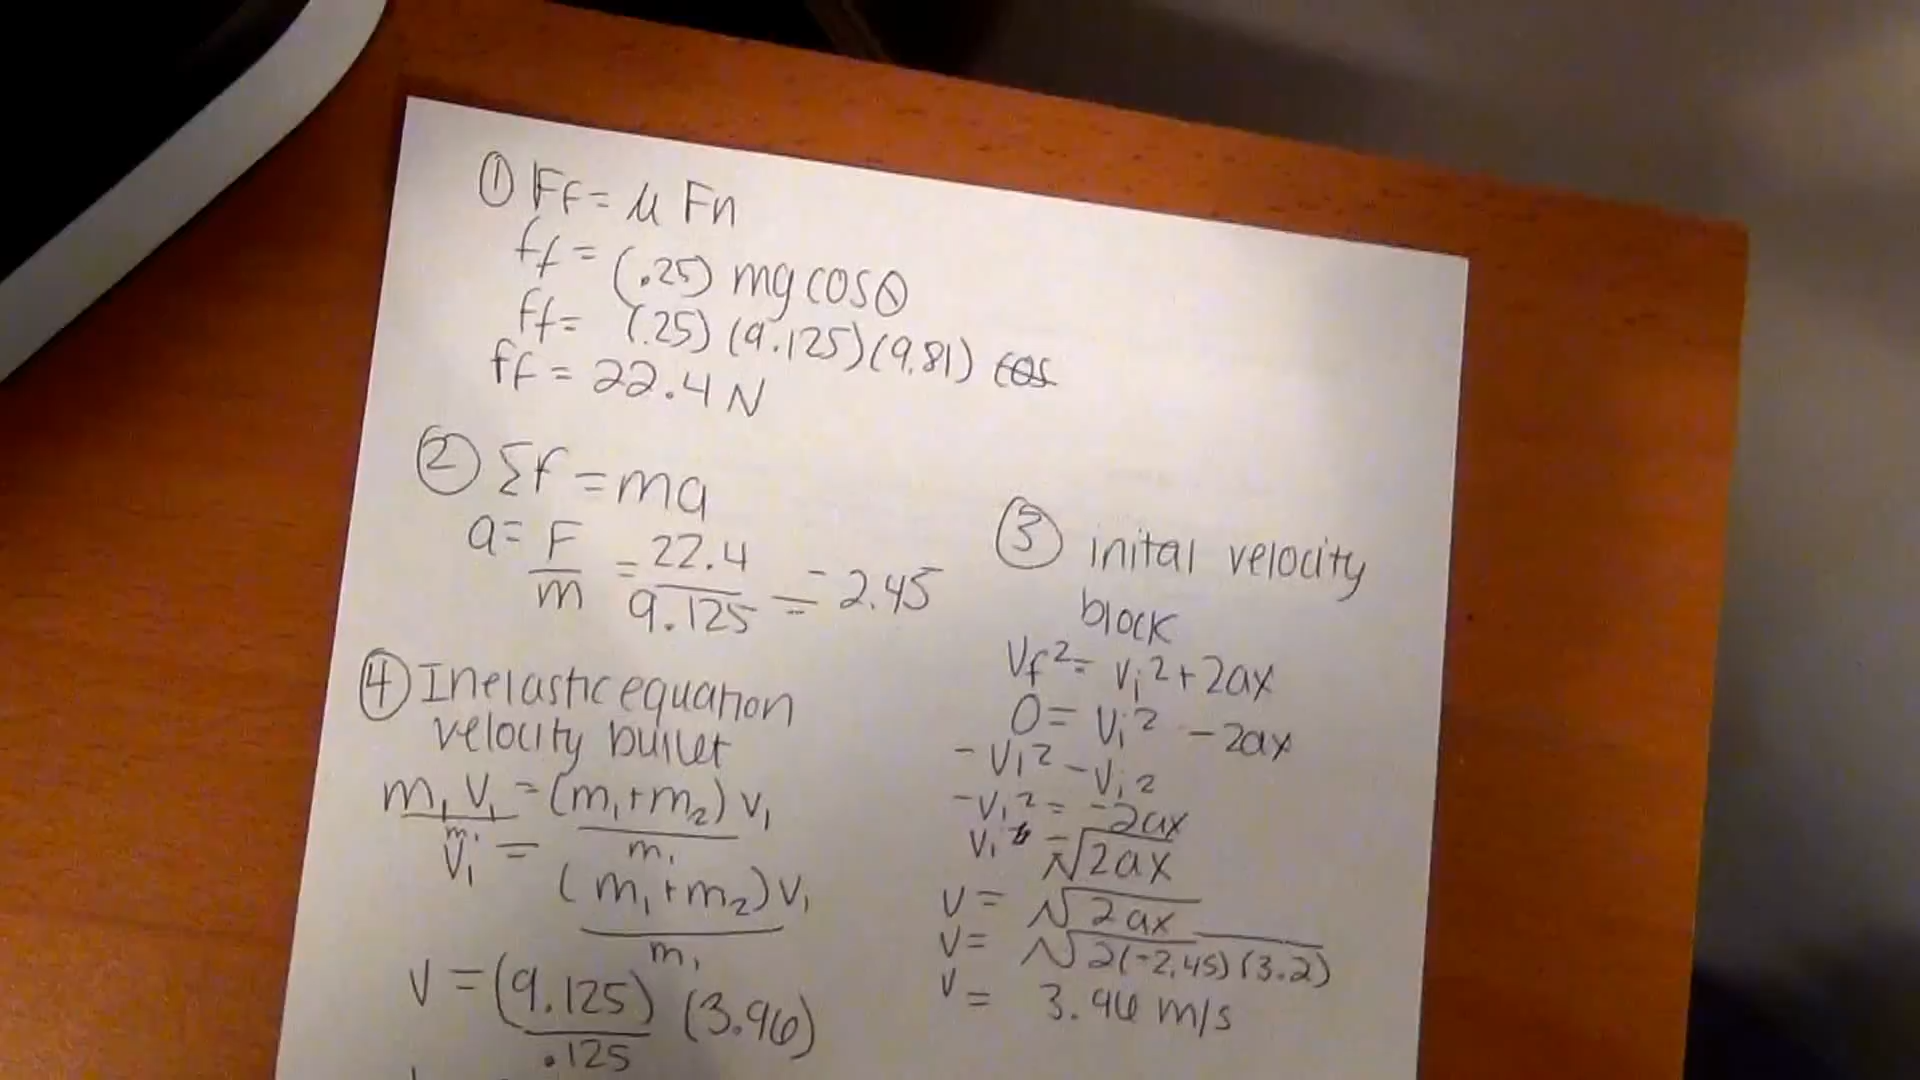 ① Ff = μ Fn
ff = (.25) mg cosθ
ff = (.25) (9.125) (9.81) cos
ff = 22.4 N
② Σf = ma
a = F/m = 22.4/9.125 = -2.45
③ inital velocity
block
Vf² = Vi² + 2ax
0 = Vi² - 2ax
-Vi² -Vi²
-Vi² = -2ax
Vi = √2ax
V = √2ax
V = √2(-2.45)(3.2)
V = 3.96 m/s
④ Inelastic equation
velocity bullet
m₁V₁/m₁ = (m₁+m₂)V₁/m₁
V₁ = (m₁+m₂)V₁/m₁
V = (9.125)/.125 (3.96)